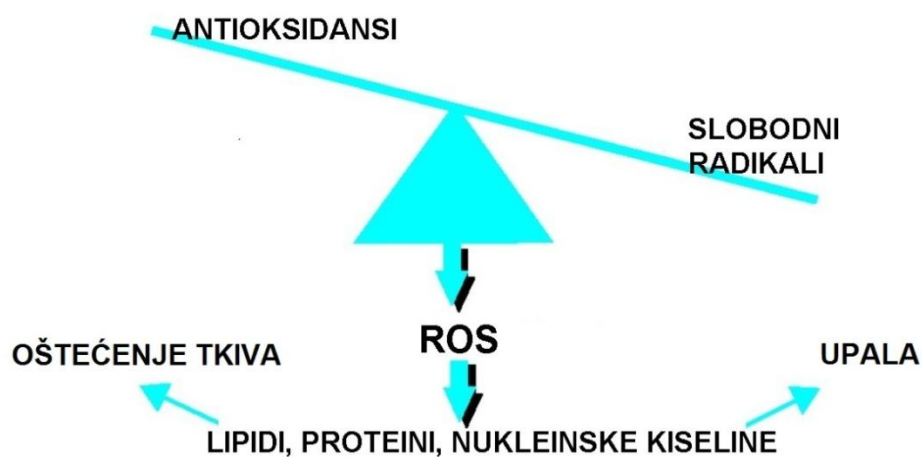 ANTIOKSIDANSI
SLOBODNI
RADIKALI
ROS
OŠTEĆENJE TKIVA
UPALA
LIPIDI, PROTEINI, NUKLEINSKE KISELINE